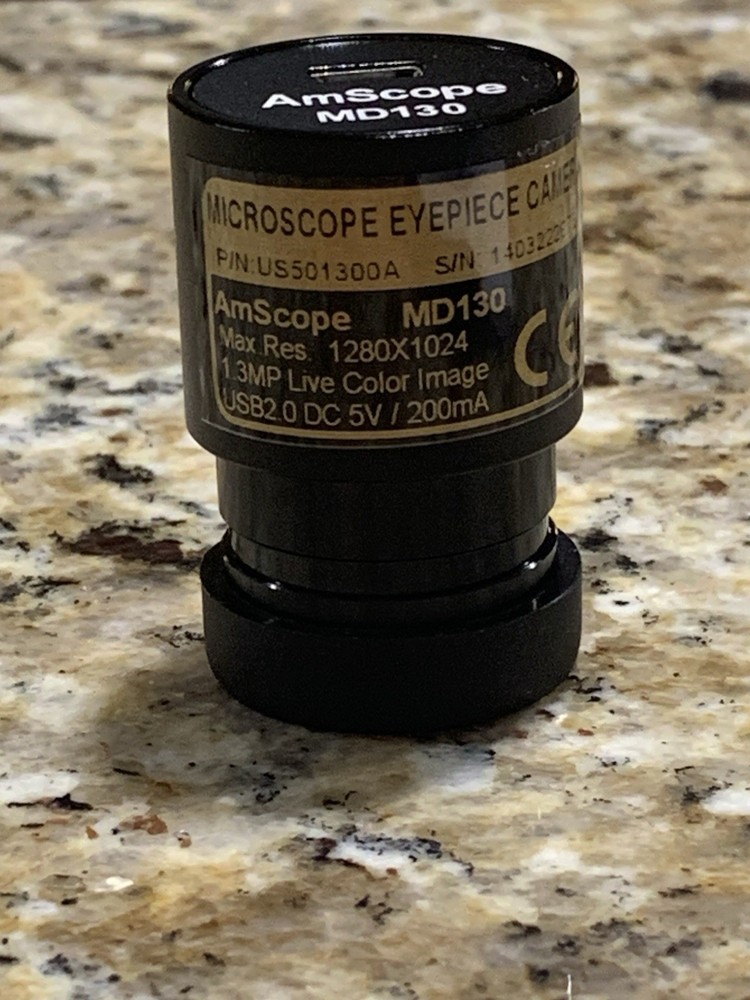 AmScope
MD130
MICROSCOPE EYEPIECE
P/N:US501300A S/N:
AmScope MD130
Max.Res. 1280X1024
1.3MP Live Color Image
USB2.0 DC 5V / 200mA
CE